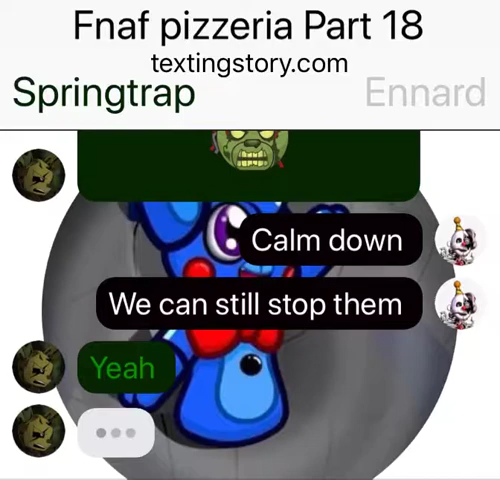 Fnaf pizzeria Part 18
textingstory.com
Springtrap Ennard
Calm down
We can still stop them
Yeah